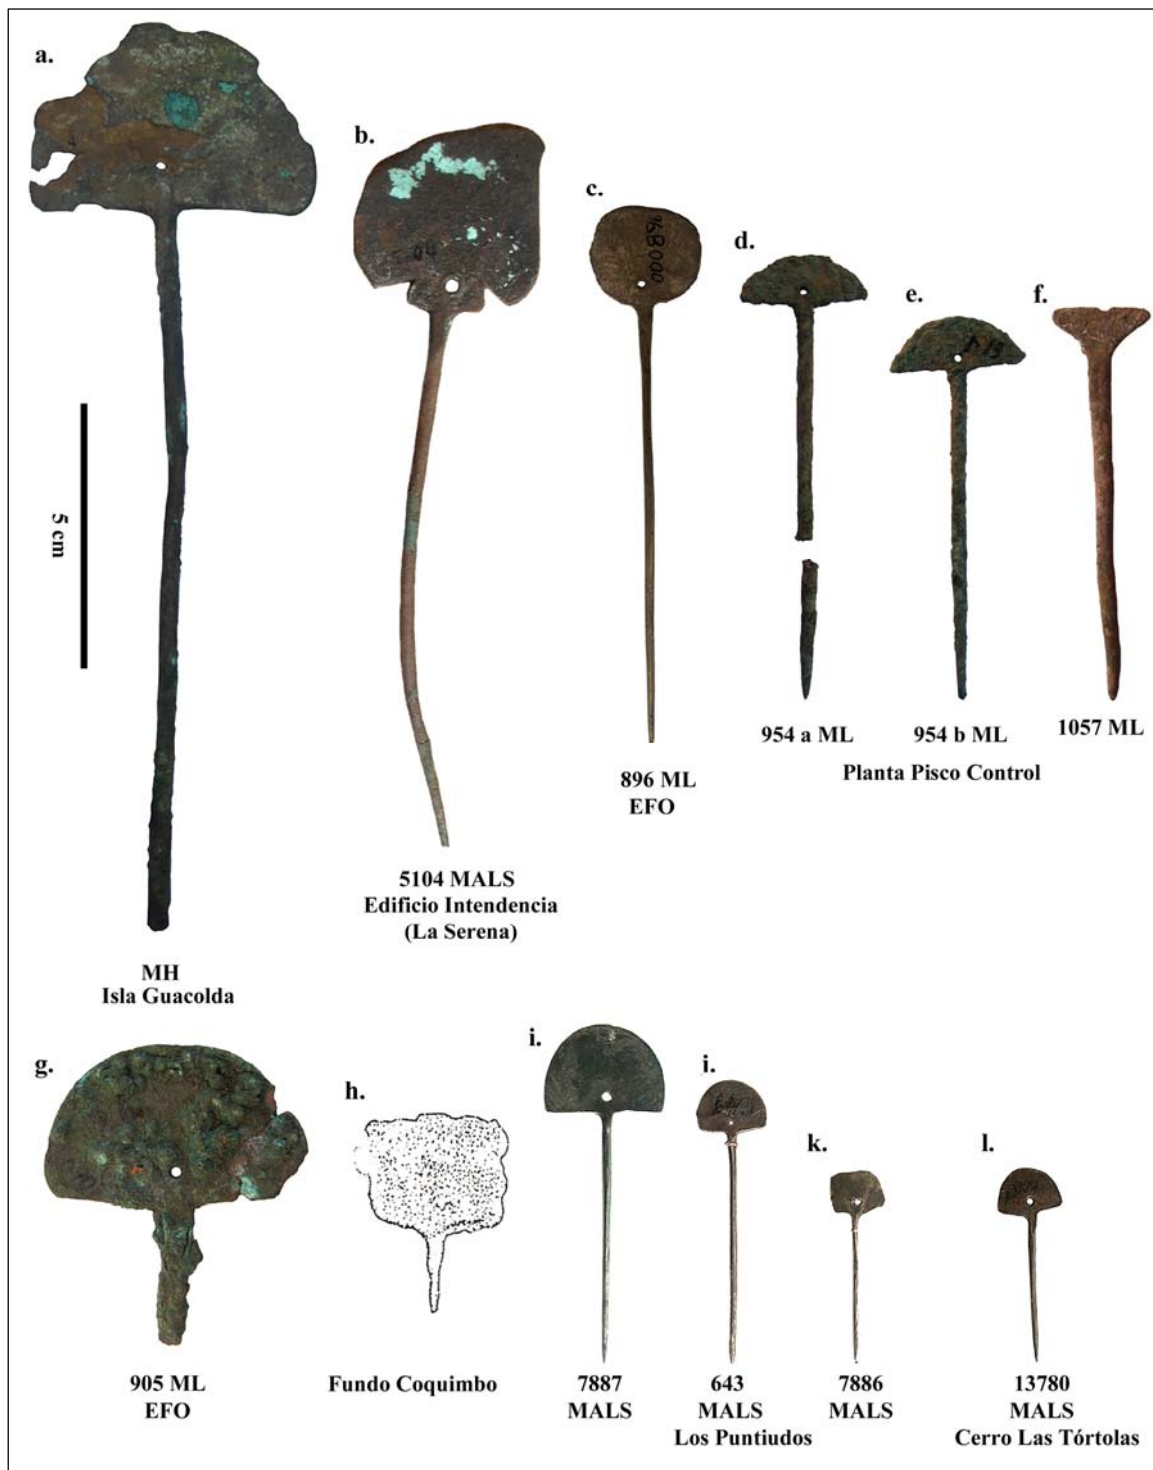 a.
b.
c.
d.
e.
f.
5 cm
954 a ML
954 b ML
1057 ML
Planta Pisco Control
896 ML
EFO
5104 MALS
Edificio Intendencia
(La Serena)
MH
Isla Guacolda
g.
h.
i.
i.
k.
l.
905 ML
EFO
Fundo Coquimbo
7887
MALS
643
MALS
Los Puntiudos
7886
MALS
13780
MALS
Cerro Las Tórtolas